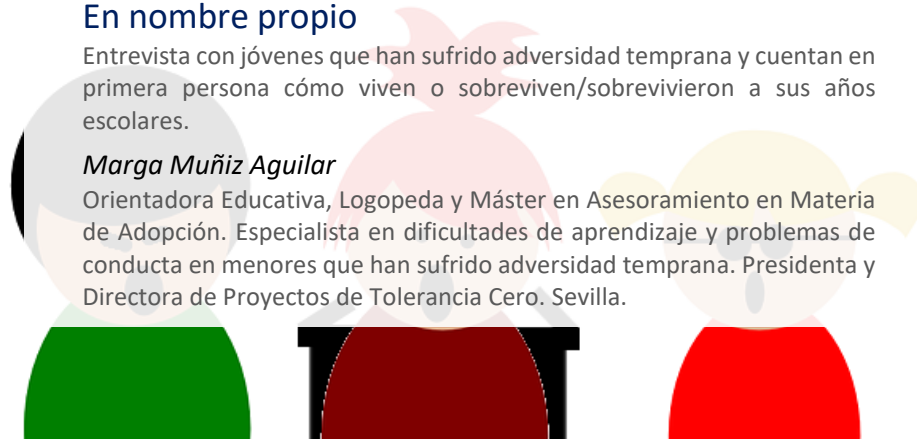 En nombre propio
Entrevista con jóvenes que han sufrido adversidad temprana y cuentan en
primera persona cómo viven o sobreviven/sobrevivieron a sus años
escolares.
Marga Muñiz Aguilar
Orientadora Educativa, Logopeda y Máster en Asesoramiento en Materia
de Adopción. Especialista en dificultades de aprendizaje y problemas de
conducta en menores que han sufrido adversidad temprana. Presidenta y
Directora de Proyectos de Tolerancia Cero. Sevilla.